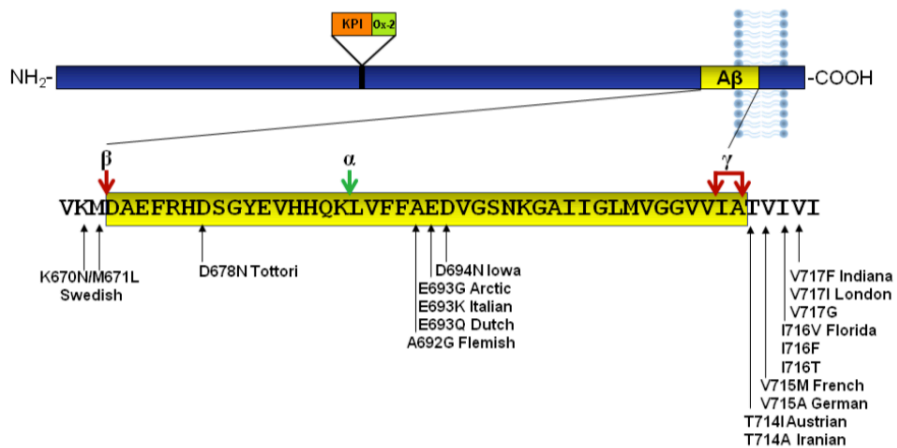 KPI Ox-2
NH2- Aβ -COOH
β α γ
VKMDAEFRHDSGYEVHHQKLVFFAEDVGSNKGAIIGLMVGGVVIATVIVI
K670N/M671L
Swedish
D678N Tottori
D694N Iowa
E693G Arctic
E693K Italian
E693Q Dutch
A692G Flemish
V717F Indiana
V717I London
V717G
I716V Florida
I716F
I716T
V715M French
V715A German
T714I Austrian
T714A Iranian